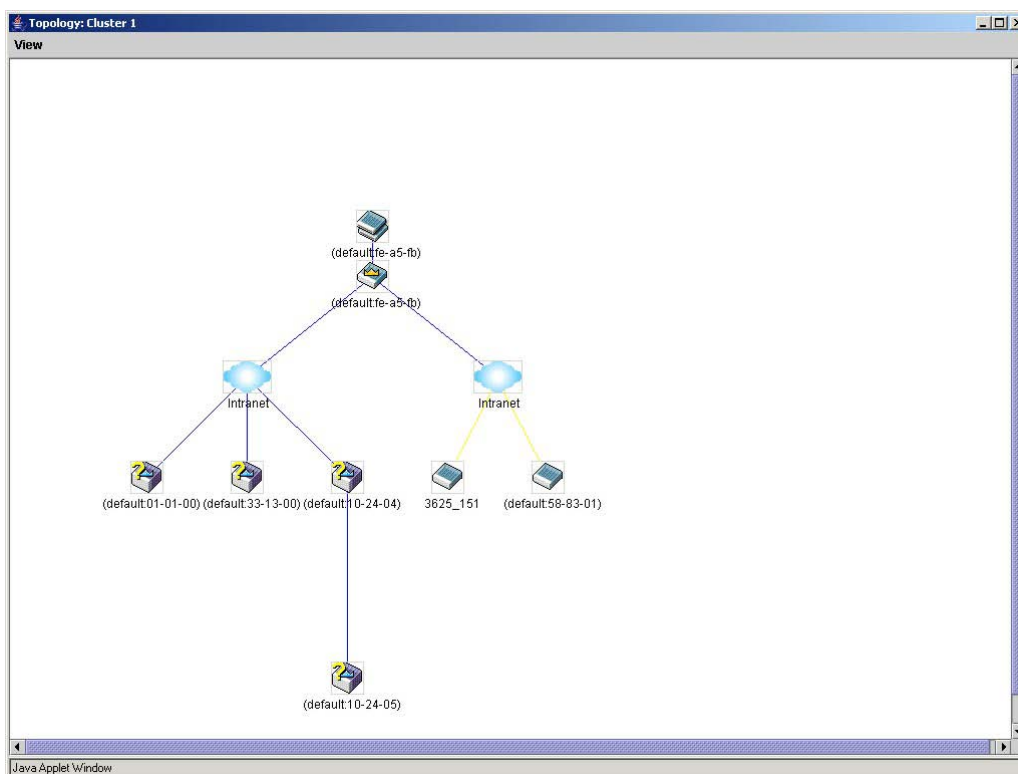 Topology: Cluster 1
View
(default:fe-a5-fb)
(default:fe-a5-fb)
Intranet
Intranet
(default:01-01-00) (default:33-13-00) (default:10-24-04) 3625_151 (default:58-83-01)
(default:10-24-05)
Java Applet Window